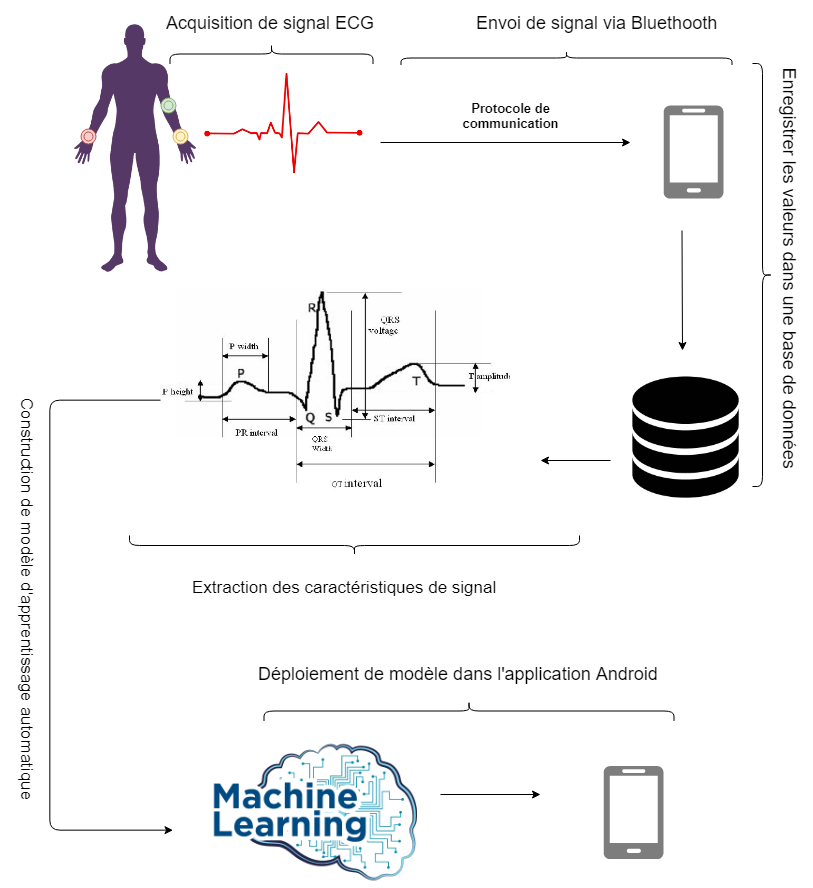 Acquisition de signal ECG
Envoi de signal via Bluethooth
Protocole de
communication
Enregistrer les valeurs dans une base de données
R
QRS
voltage
P width
P
T
P height
T amplitude
Q
S
ST interval
PR interval
QRS
Width
QT interval
Construction de modèle d'apprentissage automatique
Extraction des caractéristiques de signal
Déploiement de modèle dans l'application Android
Machine
Learning